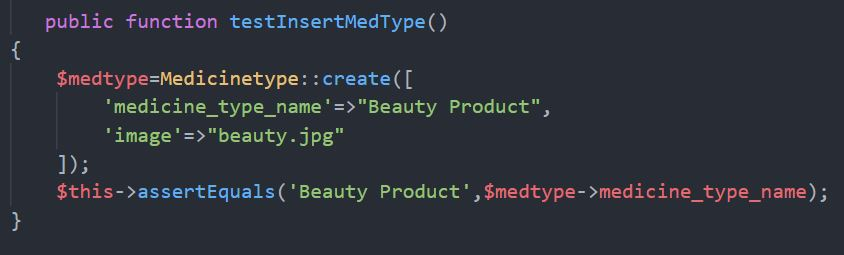 public function testInsertMedType()
{
$medtype=Medicinetype::create([
'medicine_type_name'=>"Beauty Product",
'image'=>"beauty.jpg"
]);
$this->assertEquals('Beauty Product',$medtype->medicine_type_name);
}